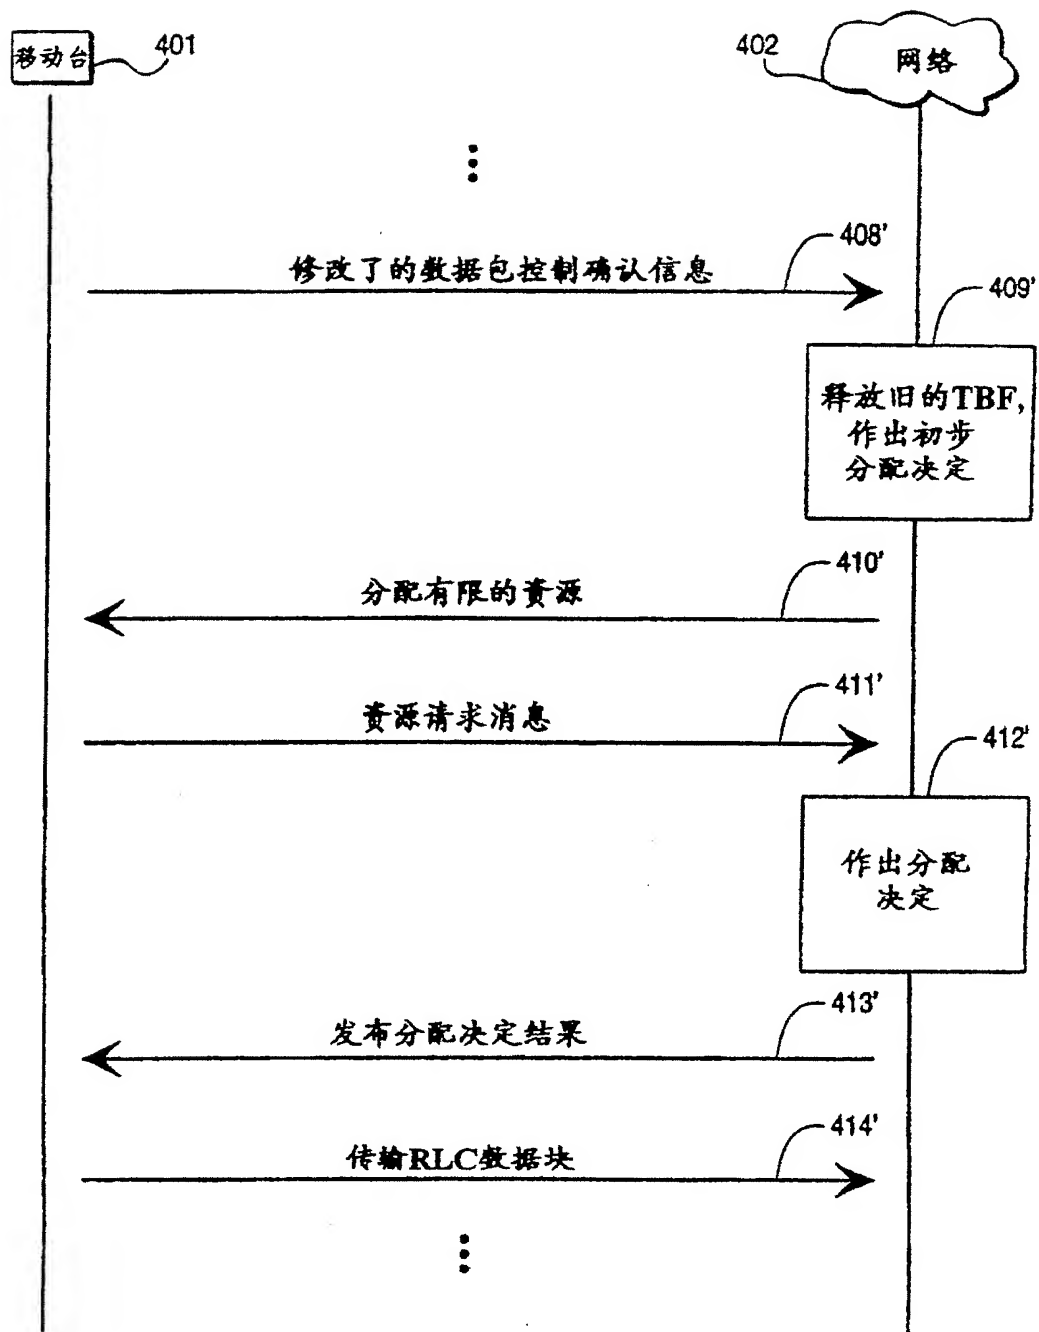 移动台
401
402
网络
408'
修改了的数据包控制确认信息
409'
释放旧的TBF,
作出初步
分配决定
410'
分配有限的资源
411'
资源请求消息
412'
作出分配
决定
413'
发布分配决定结果
414'
传输RLC数据块